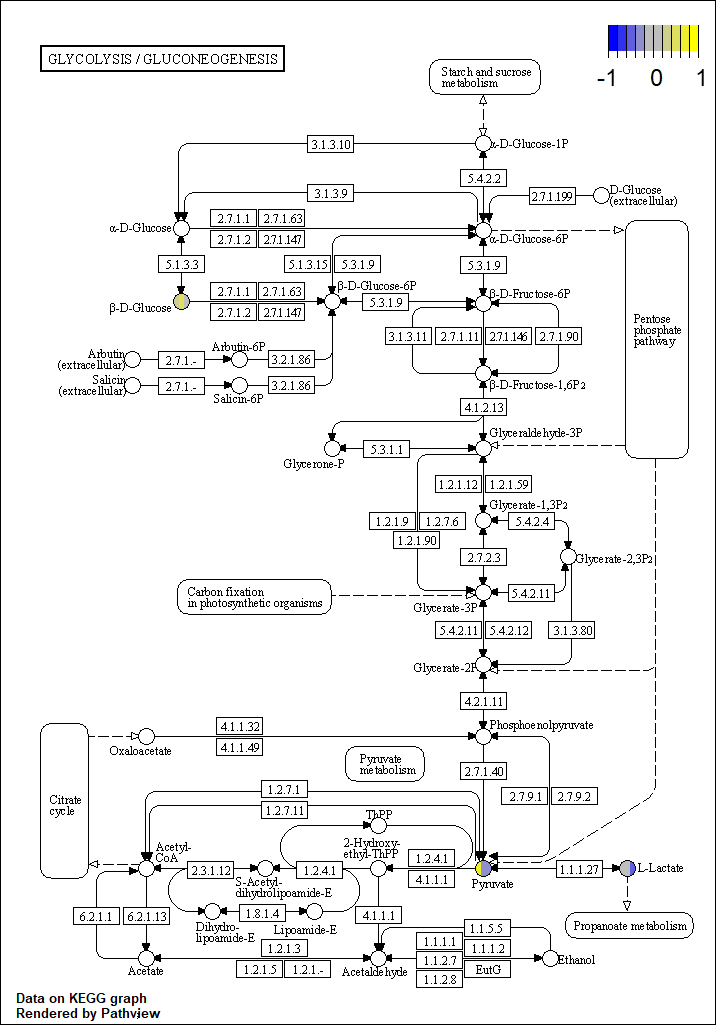 GLYCOLYSIS / GLUCONEOGENESIS
-1 0 1
Starch and sucrose
metabolism
3.1.3.10
α-D-Glucose-1P
5.4.2.2
3.1.3.9
2.7.1.199
D-Glucose
(extracellular)
α-D-Glucose
2.7.1.1
2.7.1.63
2.7.1.2
2.7.1.147
α-D-Glucose-6P
5.1.3.3
5.1.3.15
5.3.1.9
5.3.1.9
β-D-Glucose
2.7.1.1
2.7.1.63
2.7.1.2
2.7.1.147
β-D-Glucose-6P
5.3.1.9
β-D-Fructose-6P
Pentose
phosphate
pathway
3.1.3.11
2.7.1.11
2.7.1.146
2.7.1.90
Arbutin
(extracellular)
2.7.1.-
Arbutin-6P
3.2.1.86
Salicin
(extracellular)
2.7.1.-
Salicin-6P
3.2.1.86
β-D-Fructose-1,6P2
4.1.2.13
Glyceraldehyde-3P
5.3.1.1
Glycerone-P
1.2.1.12
1.2.1.59
Glycerate-1,3P2
1.2.1.9
1.2.7.6
1.2.1.90
5.4.2.4
2.7.2.3
Glycerate-2,3P2
Carbon fixation
in photosynthetic organisms
5.4.2.11
Glycerate-3P
5.4.2.11
5.4.2.12
3.1.3.80
Glycerate-2P
4.2.1.11
4.1.1.32
Oxaloacetate
4.1.1.49
Phosphoenolpyruvate
Pyruvate
metabolism
2.7.1.40
Citrate
cycle
1.2.7.1
1.2.7.11
2.7.9.1
2.7.9.2
ThPP
Acetyl-
CoA
2-Hydroxy-
ethyl-ThPP
2.3.1.12
S-Acetyl-
dihydrolipoamide-E
1.2.4.1
1.2.4.1
4.1.1.1
Pyruvate
1.1.1.27
L-Lactate
6.2.1.1
6.2.1.13
Dihydro-
lipoamide-E
1.8.1.4
Lipoamide-E
4.1.1.1
Propanoate metabolism
1.1.5.5
1.1.1.1
1.1.1.2
1.2.1.3
Acetate
1.2.1.5
1.2.1.-
Acetaldehyde
1.1.2.7
EutG
1.1.2.8
Ethanol
Data on KEGG graph
Rendered by Pathview